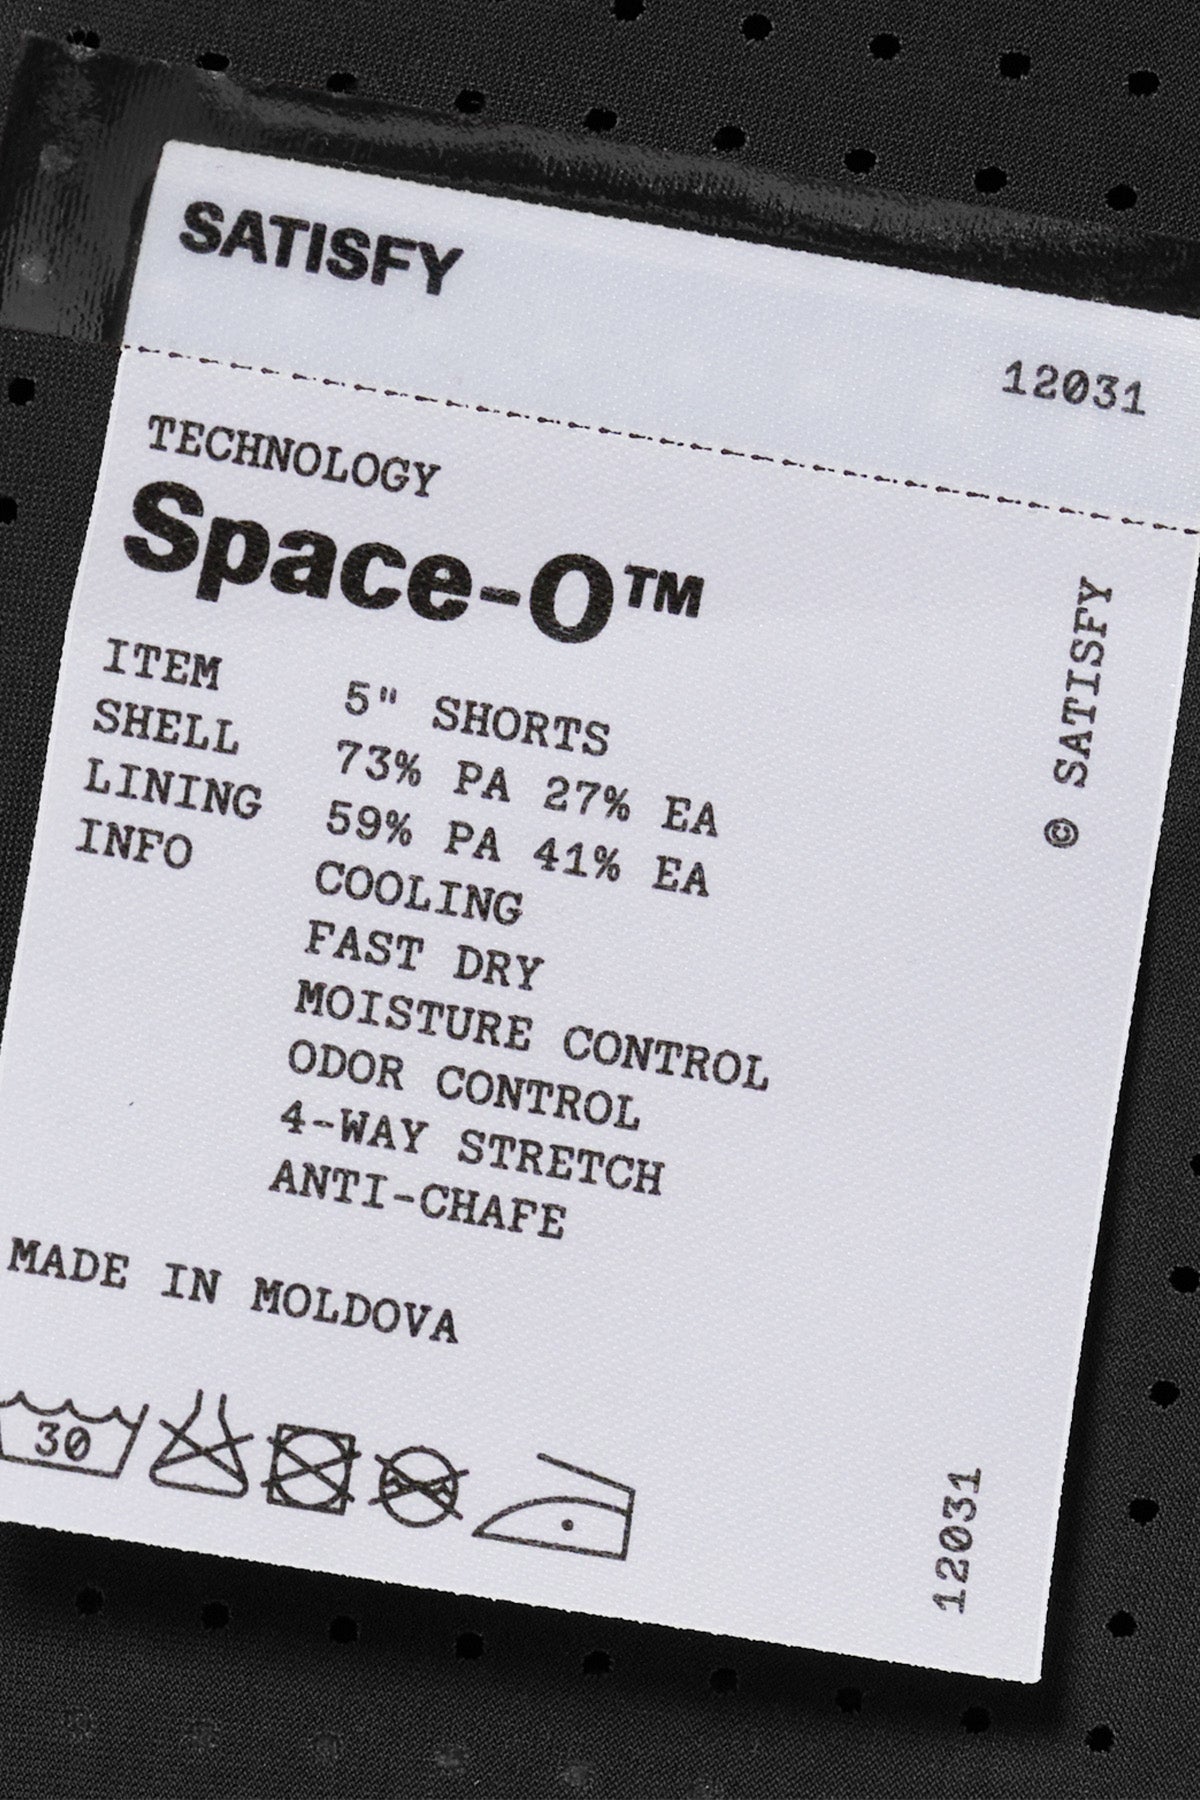 SATISFY
12031
TECHNOLOGY
Space-O™
ITEM 5" SHORTS
SHELL 73% PA 27% EA
LINING 59% PA 41% EA
INFO COOLING
FAST DRY
MOISTURE CONTROL
ODOR CONTROL
4-WAY STRETCH
ANTI-CHAFE
MADE IN MOLDOVA
30
© SATISFY
12031